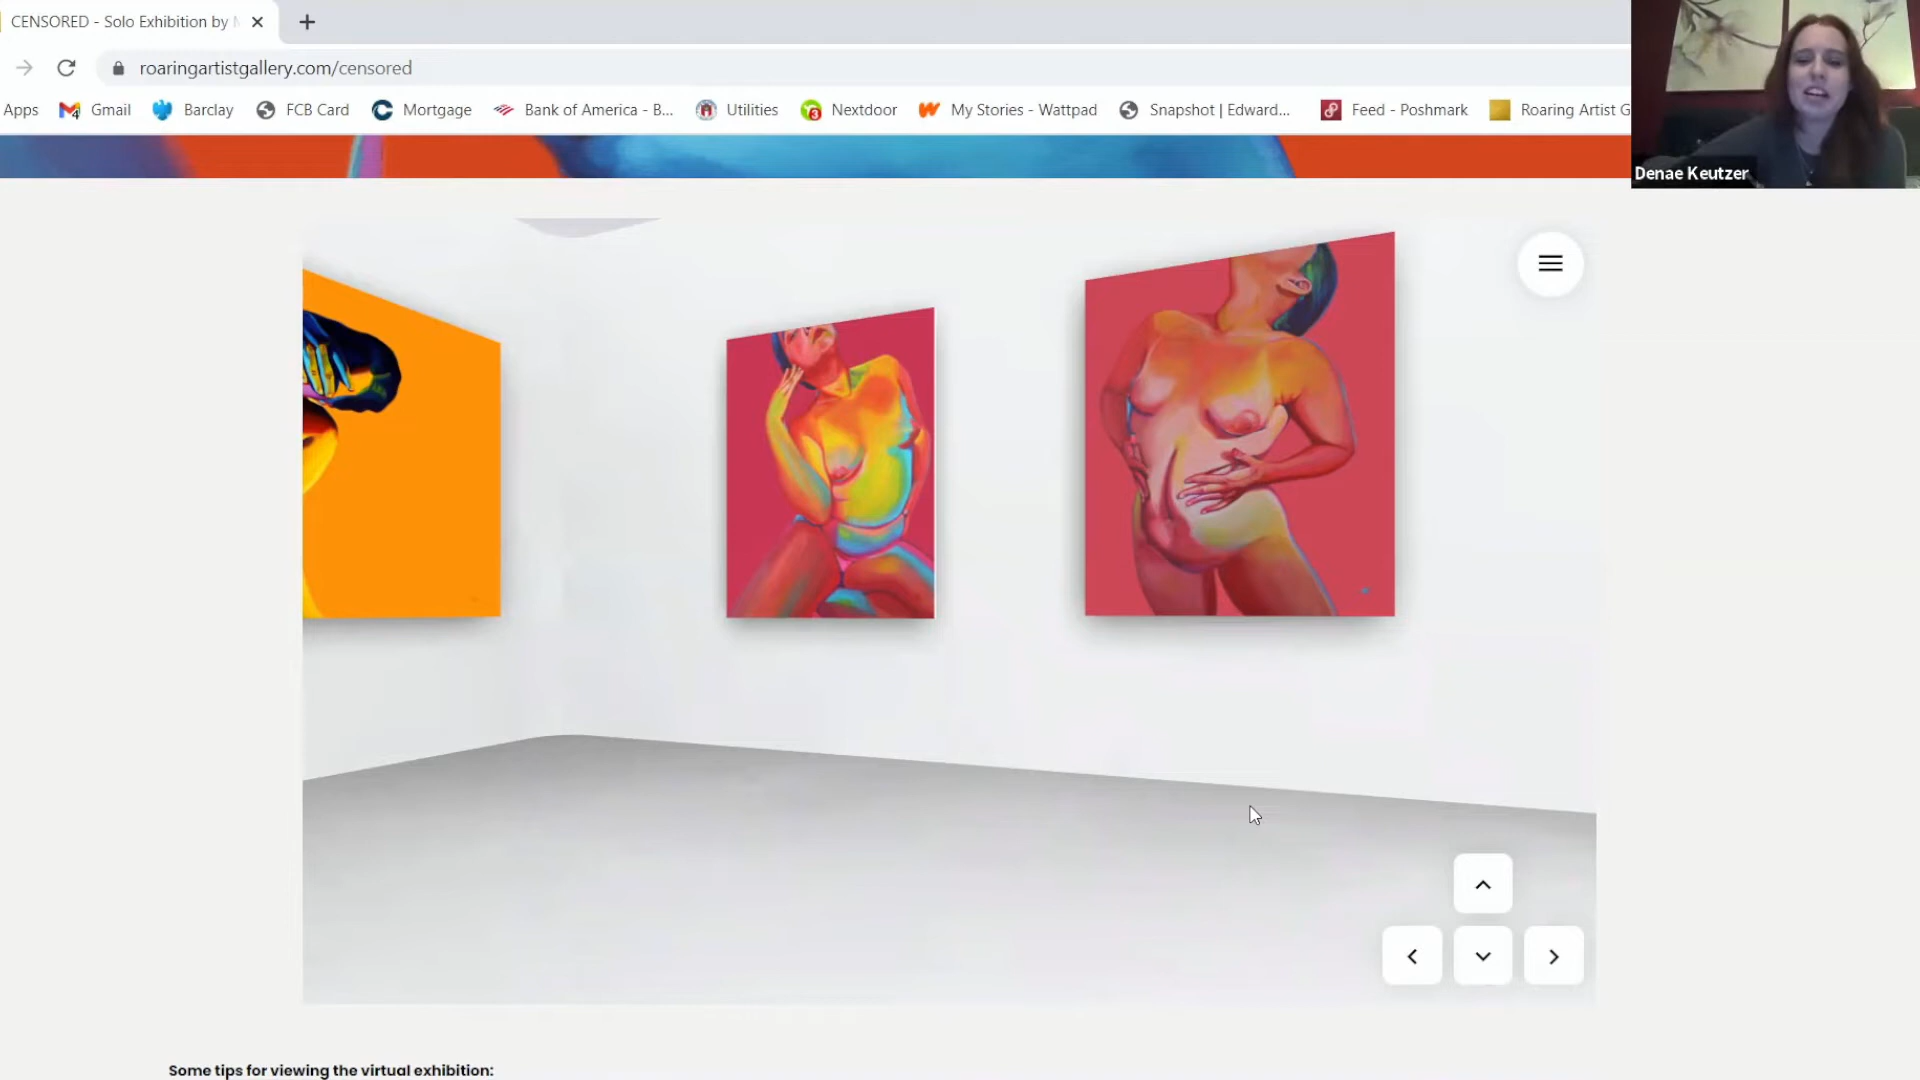 CENSORED - Solo Exhibition by
roaringartistgallery.com/censored
Apps Gmail Barclay FCB Card Mortgage Bank of America - B... Utilities Nextdoor My Stories - Wattpad Snapshot | Edward... Feed - Poshmark Roaring Artist G
Denae Keutzer
Some tips for viewing the virtual exhibition: